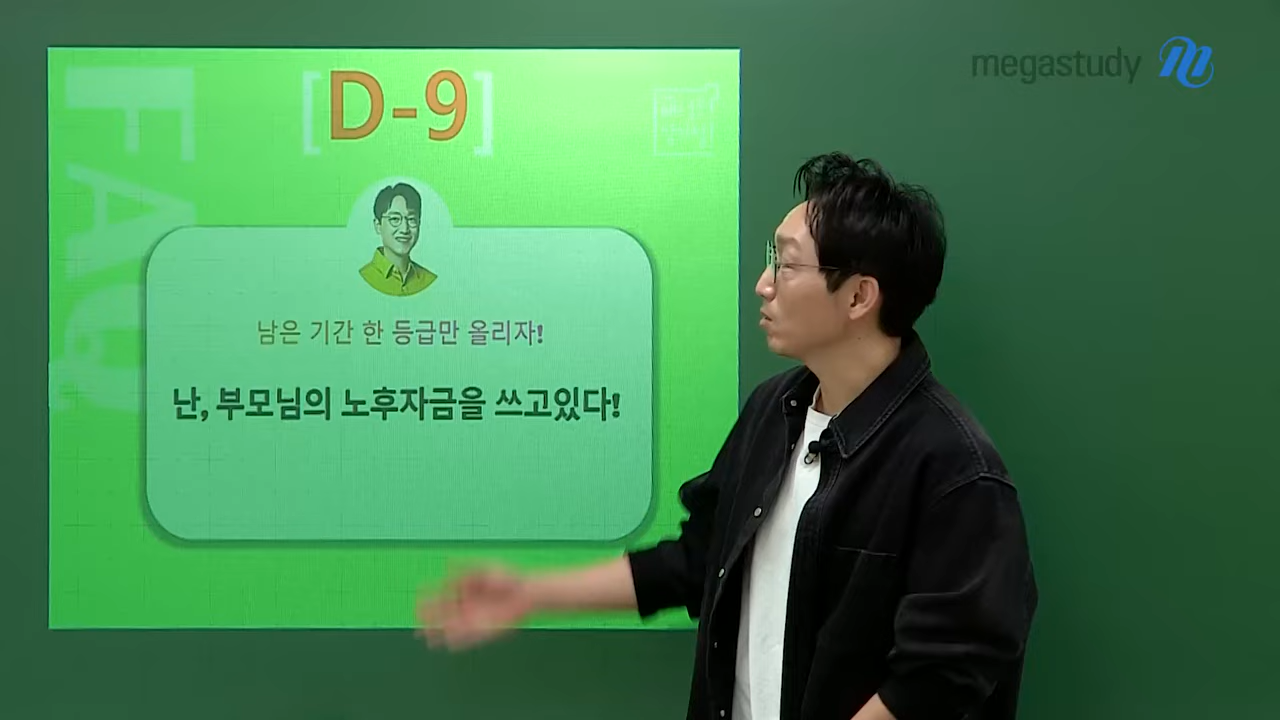 megastudy
FAQ
[D-9]
남은 기간 한 등급만 올리자!
난, 부모님의 노후자금을 쓰고있다!